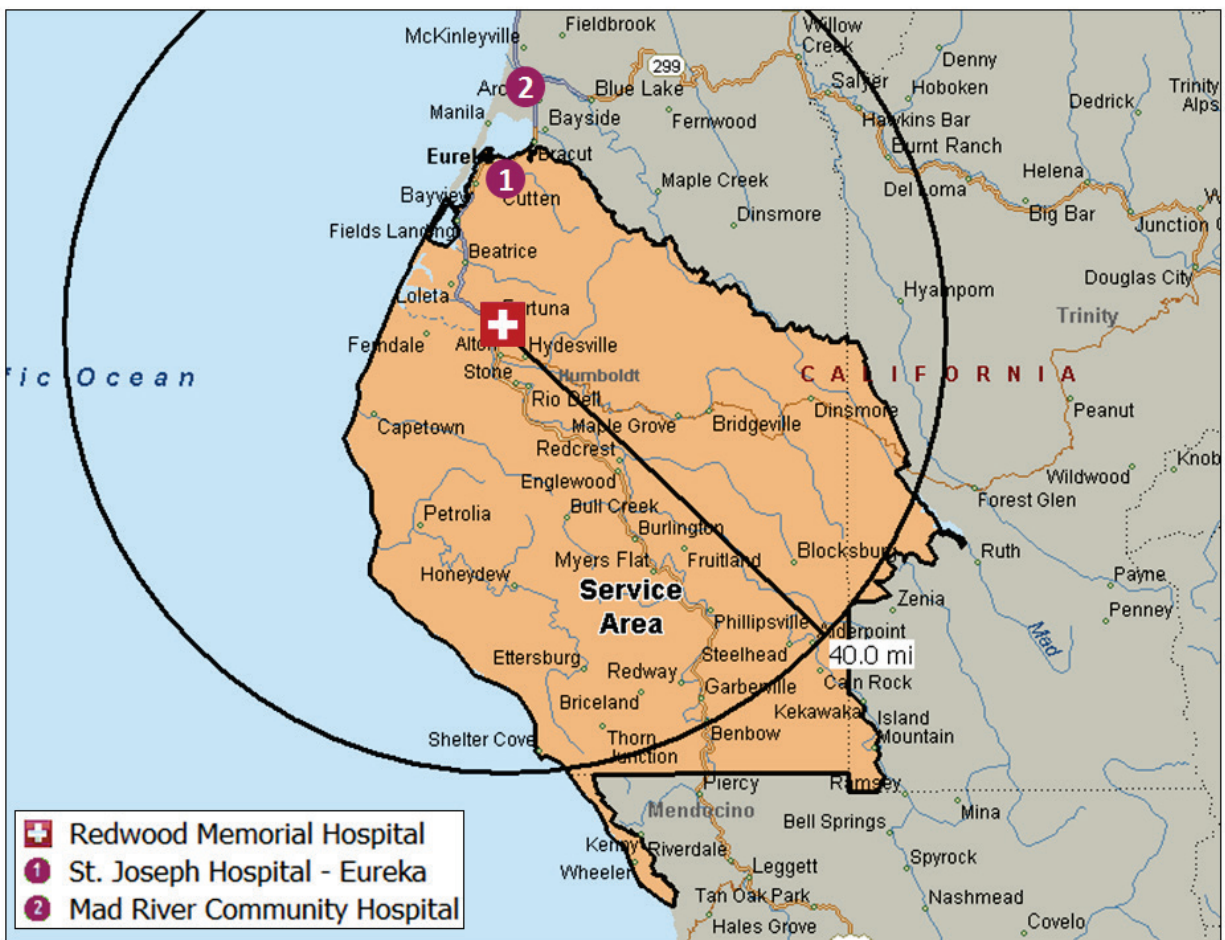 Fieldbrook
McKinleyville
Willow
Creek
Denny
299
Salyer
Hoboken
Trinity
Alps
Dedrick
2
Blue Lake
Manila
Bayside
Fernwood
Hawkins Bar
Burnt Ranch
Bracut
Helena
1
Maple Creek
Del Loma
Bayview
Cutten
Big Bar
Dinsmore
Junction
Fields Landing
Beatrice
Douglas City
Loleta
Hyampom
Trinity
Ferndale
Alton
Hydesville
fic Ocean
Stone
Humboldt
CALIFORNIA
Rio Dell
Dinsmore
Peanut
Capetown
Maple Grove
Bridgeville
Redcrest
Wildwood
Knob
Englewood
Forest Glen
Bull Creek
Petrolia
Burlington
Blocksburg
Ruth
Myers Flat
Fruitland
Honeydew
Payne
Service
Area
Zenia
Penney
Phillipsville
Mad
Alderpoint
Steelhead
40.0 mi
Ettersburg
Redway
Cain Rock
Garberville
Briceland
Kekawaka
Island
Mountain
Shelter Cove
Thorn
Junction
Benbow
Piercy
Ramsey
Mendocino
Mina
Bell Springs
Kenny
Riverdale
Spyrock
Wheeler
Leggett
Tan Oak Park
Nashmead
Hales Grove
Covelo
Redwood Memorial Hospital
1 St. Joseph Hospital - Eureka
2 Mad River Community Hospital